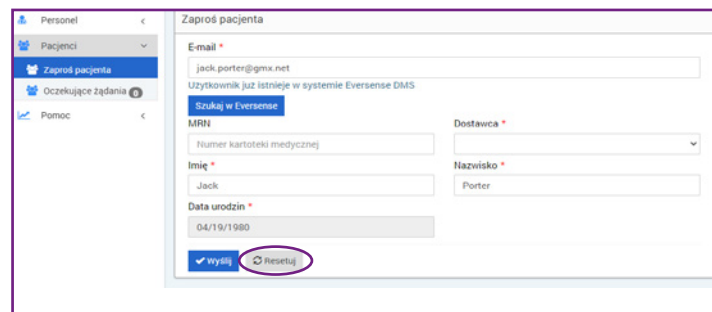 Personel
Pacjenci
Zaproś pacjenta
Oczekujące żądania 0
Pomoc
Zaproś pacjenta
E-mail *
jack.porter@gmx.net
Użytkownik już istnieje w systemie Eversense DMS
Szukaj w Eversense
MRN
Dostawca *
Numer kartoteki medycznej
Imię *
Nazwisko *
Jack
Porter
Data urodzin *
04/19/1980
Wyślij
Resetuj